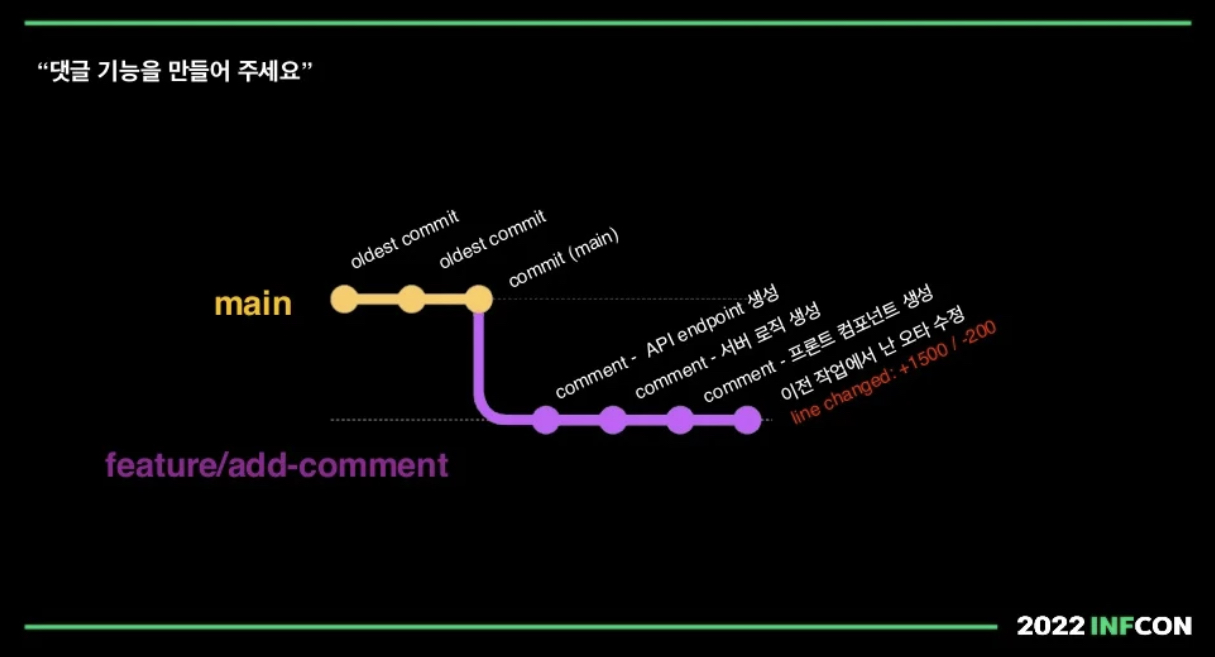 “댓글 기능을 만들어 주세요”
oldest commit
oldest commit
commit (main)
main
comment - API endpoint 생성
comment - 서버 로직 생성
comment - 프론트 컴포넌트 생성
이전 작업에서 난 오타 수정
line changed: +1500 / -200
feature/add-comment
2022 INFCON